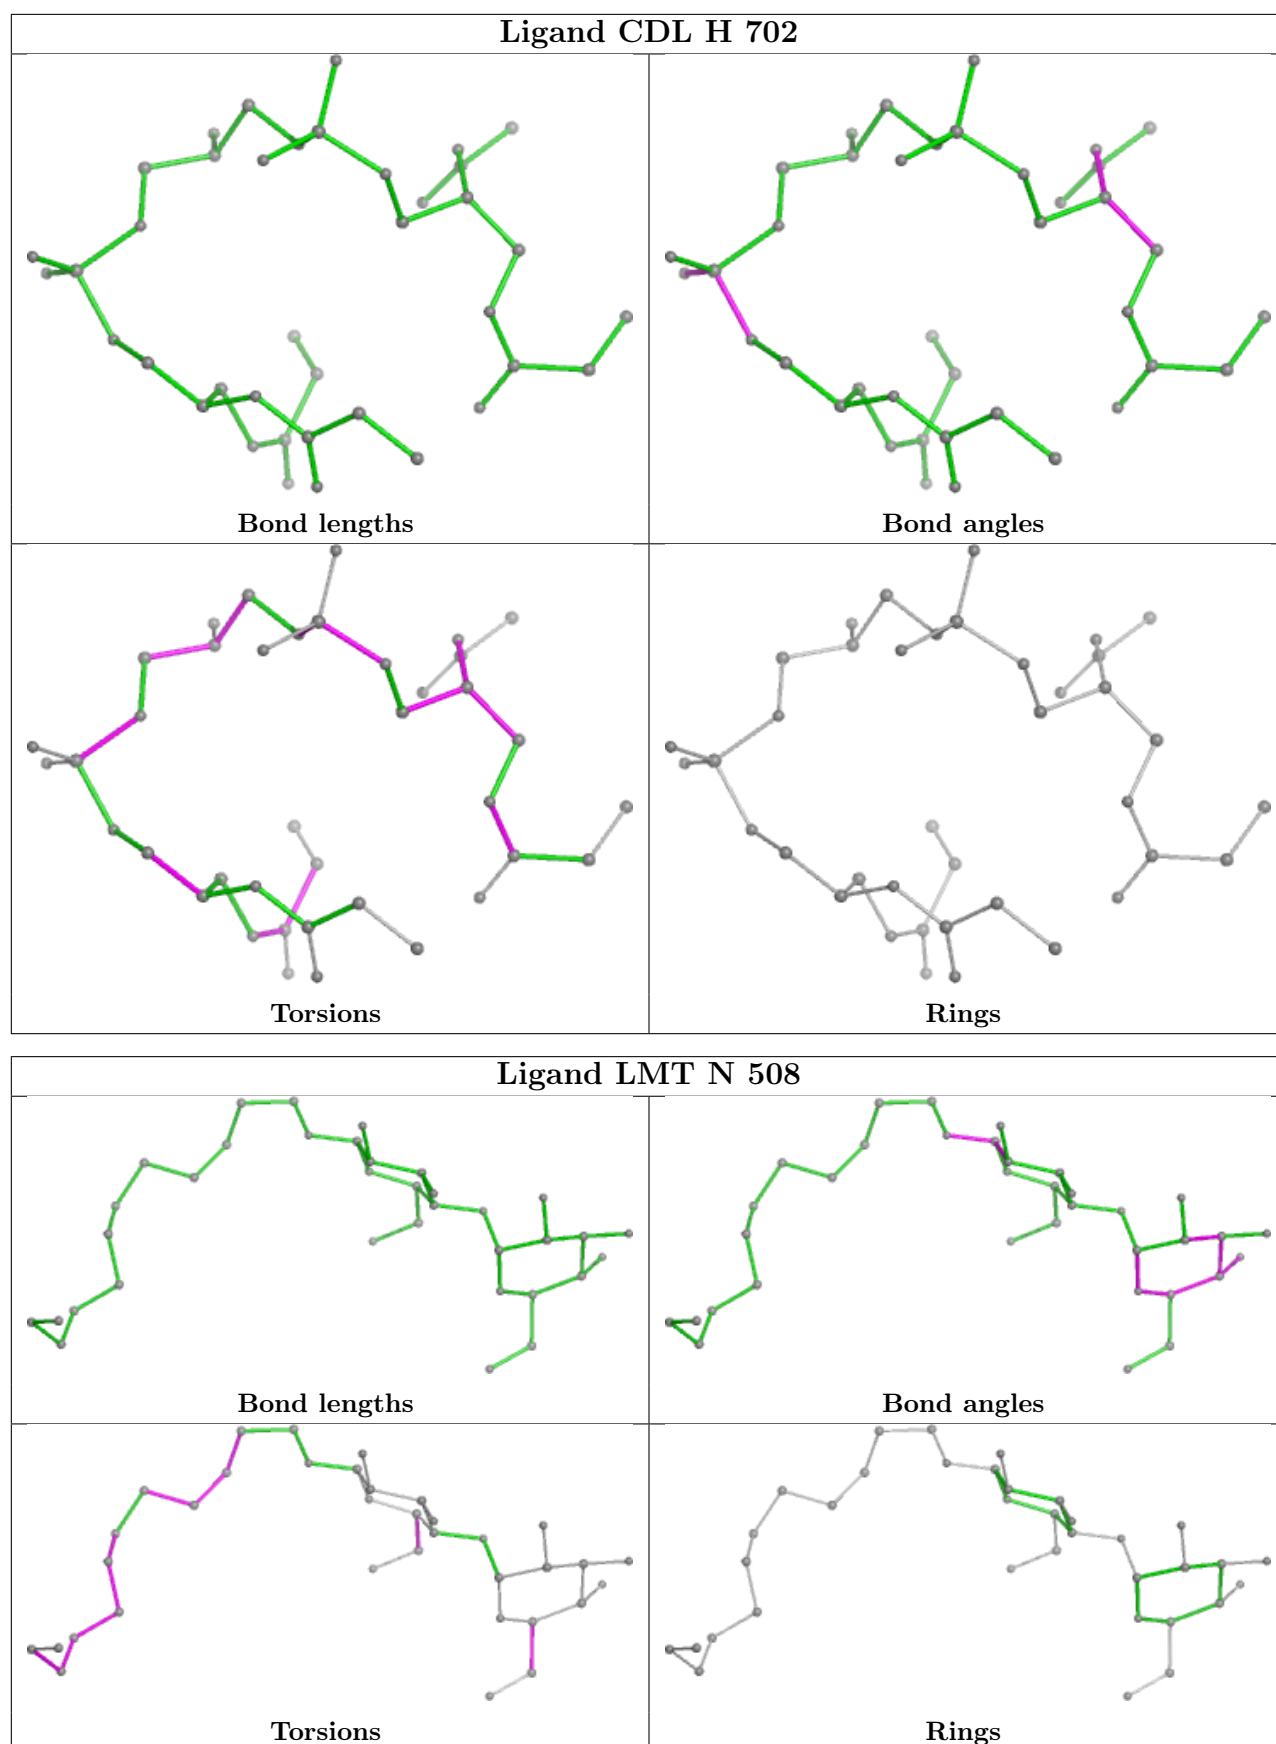 Ligand CDL H 702
Bond lengths
Bond angles
Torsions
Rings
Ligand LMT N 508
Bond lengths
Bond angles
Torsions
Rings